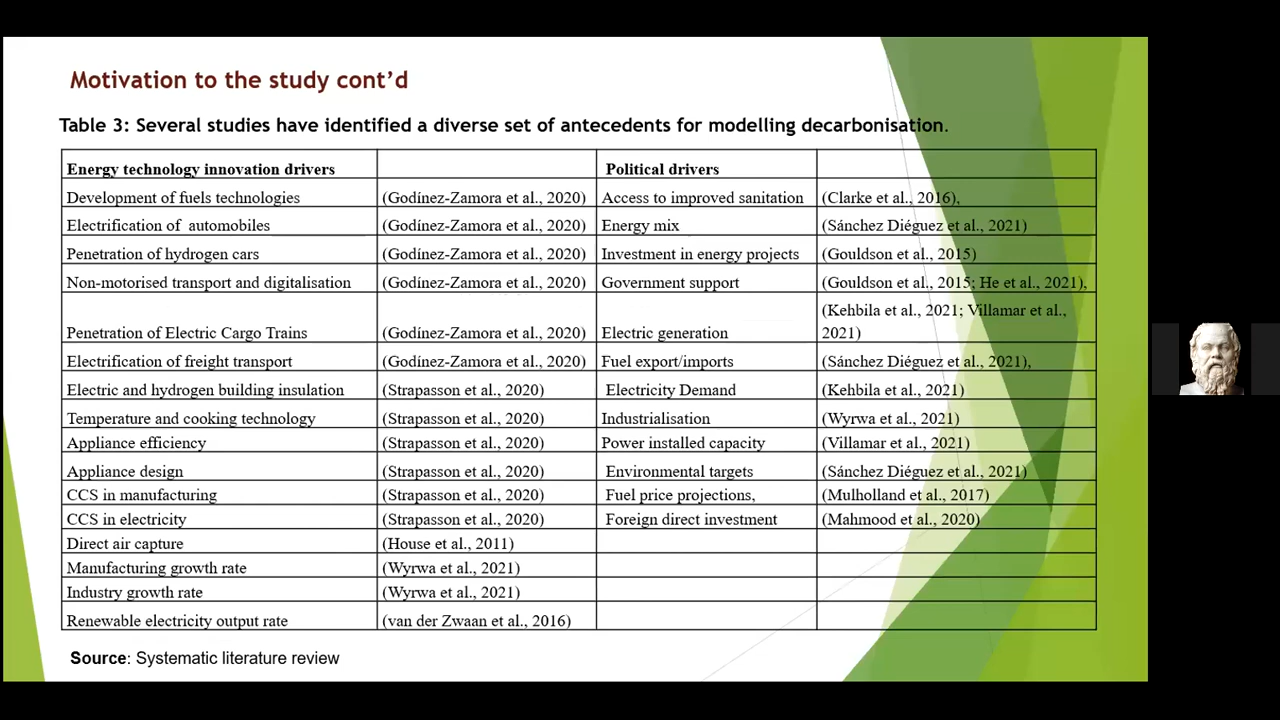 Motivation to the study cont’d
Table 3: Several studies have identified a diverse set of antecedents for modelling decarbonisation.
Energy technology innovation drivers Political drivers
Development of fuels technologies (Godínez-Zamora et al., 2020) Access to improved sanitation (Clarke et al., 2016),
Electrification of automobiles (Godínez-Zamora et al., 2020) Energy mix (Sánchez Diéguez et al., 2021)
Penetration of hydrogen cars (Godínez-Zamora et al., 2020) Investment in energy projects (Gouldson et al., 2015)
Non-motorised transport and digitalisation (Godínez-Zamora et al., 2020) Government support (Gouldson et al., 2015; He et al., 2021),
Penetration of Electric Cargo Trains (Godínez-Zamora et al., 2020) Electric generation (Kehbila et al., 2021; Villamar et al.,
2021)
Electrification of freight transport (Godínez-Zamora et al., 2020) Fuel export/imports (Sánchez Diéguez et al., 2021),
Electric and hydrogen building insulation (Strapasson et al., 2020) Electricity Demand (Kehbila et al., 2021)
Temperature and cooking technology (Strapasson et al., 2020) Industrialisation (Wyrwa et al., 2021)
Appliance efficiency (Strapasson et al., 2020) Power installed capacity (Villamar et al., 2021)
Appliance design (Strapasson et al., 2020) Environmental targets (Sánchez Diéguez et al., 2021)
CCS in manufacturing (Strapasson et al., 2020) Fuel price projections, (Mulholland et al., 2017)
CCS in electricity (Strapasson et al., 2020) Foreign direct investment (Mahmood et al., 2020)
Direct air capture (House et al., 2011)
Manufacturing growth rate (Wyrwa et al., 2021)
Industry growth rate (Wyrwa et al., 2021)
Renewable electricity output rate (van der Zwaan et al., 2016)
Source: Systematic literature review